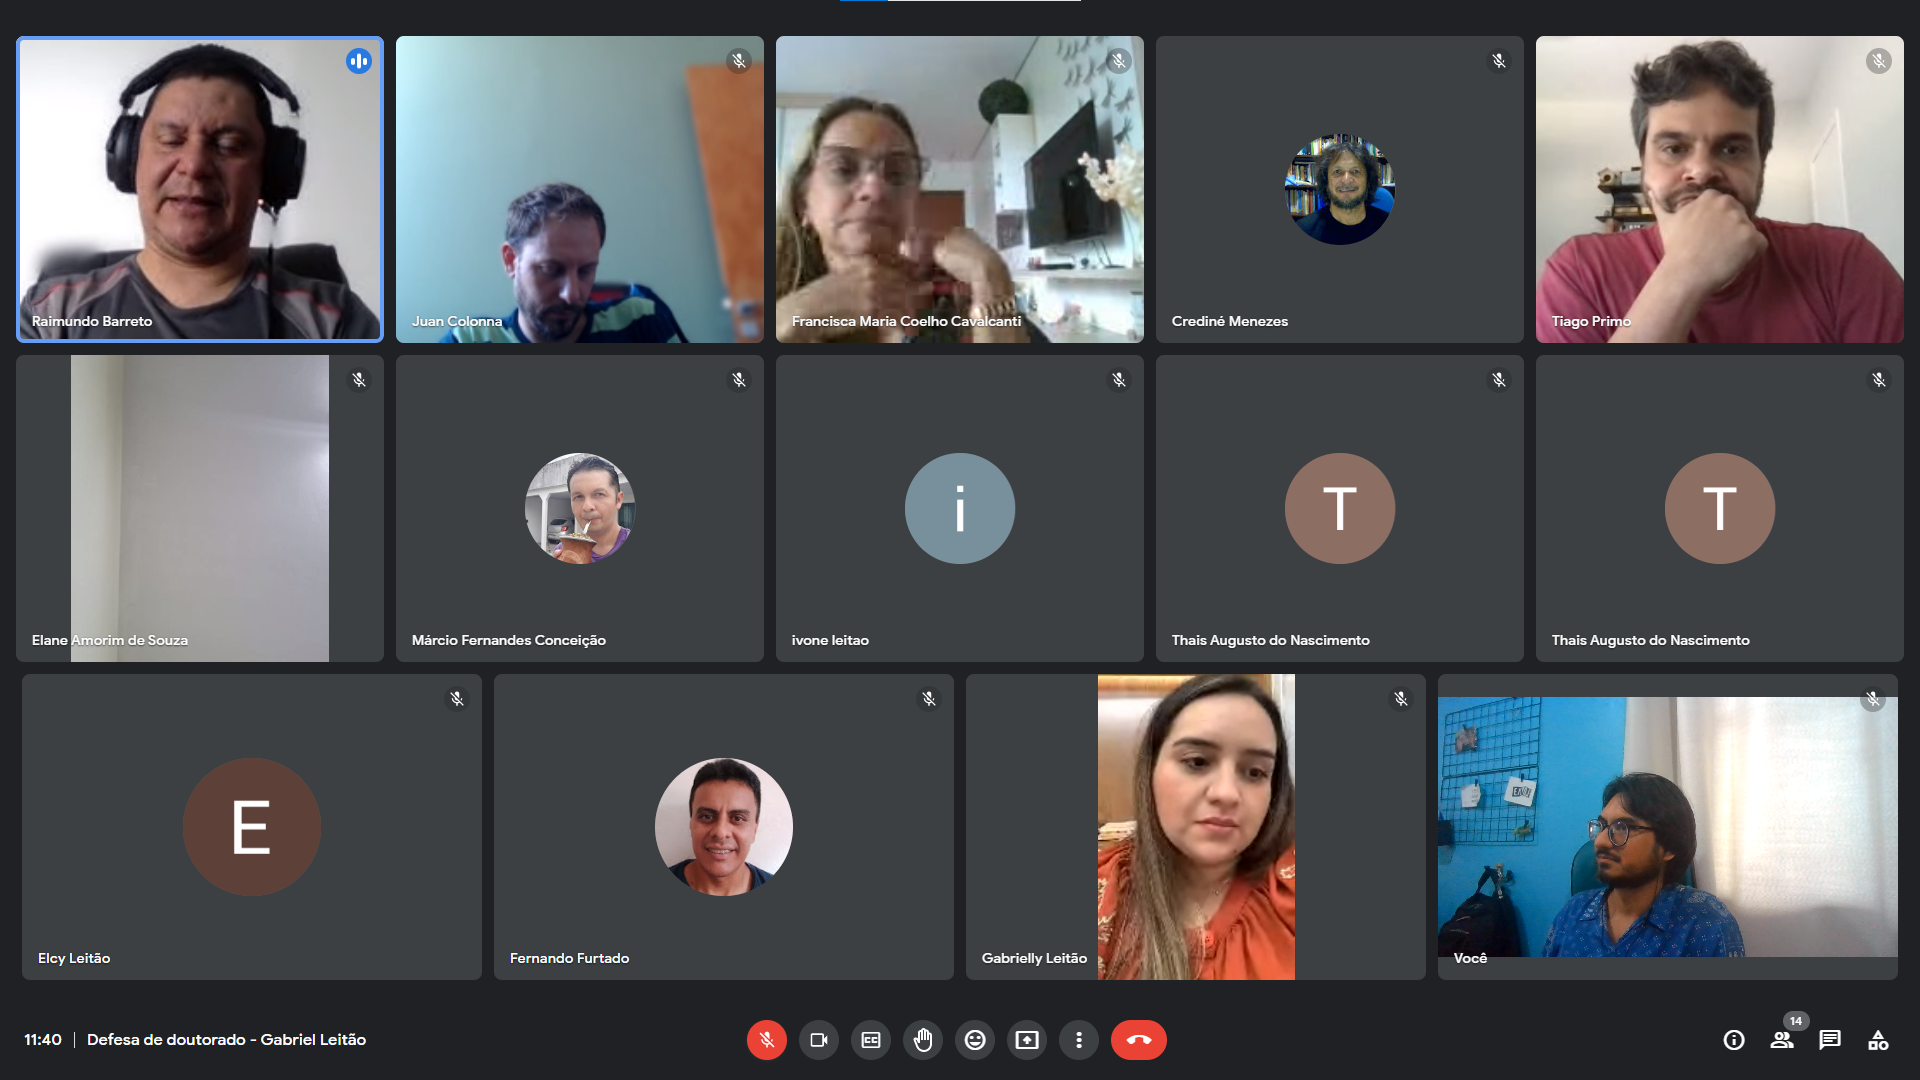 Raimundo Barreto
Juan Colonna
Francisca Maria Coelho Cavalcanti
Crediné Menezes
Tiago Primo
Elane Amorim de Souza
Márcio Fernandes Conceição
i
ivone leitao
T
Thais Augusto do Nascimento
T
Thais Augusto do Nascimento
E
Elcy Leitão
Fernando Furtado
Gabrielly Leitão
Você
11:40 | Defesa de doutorado - Gabriel Leitão
CC
14